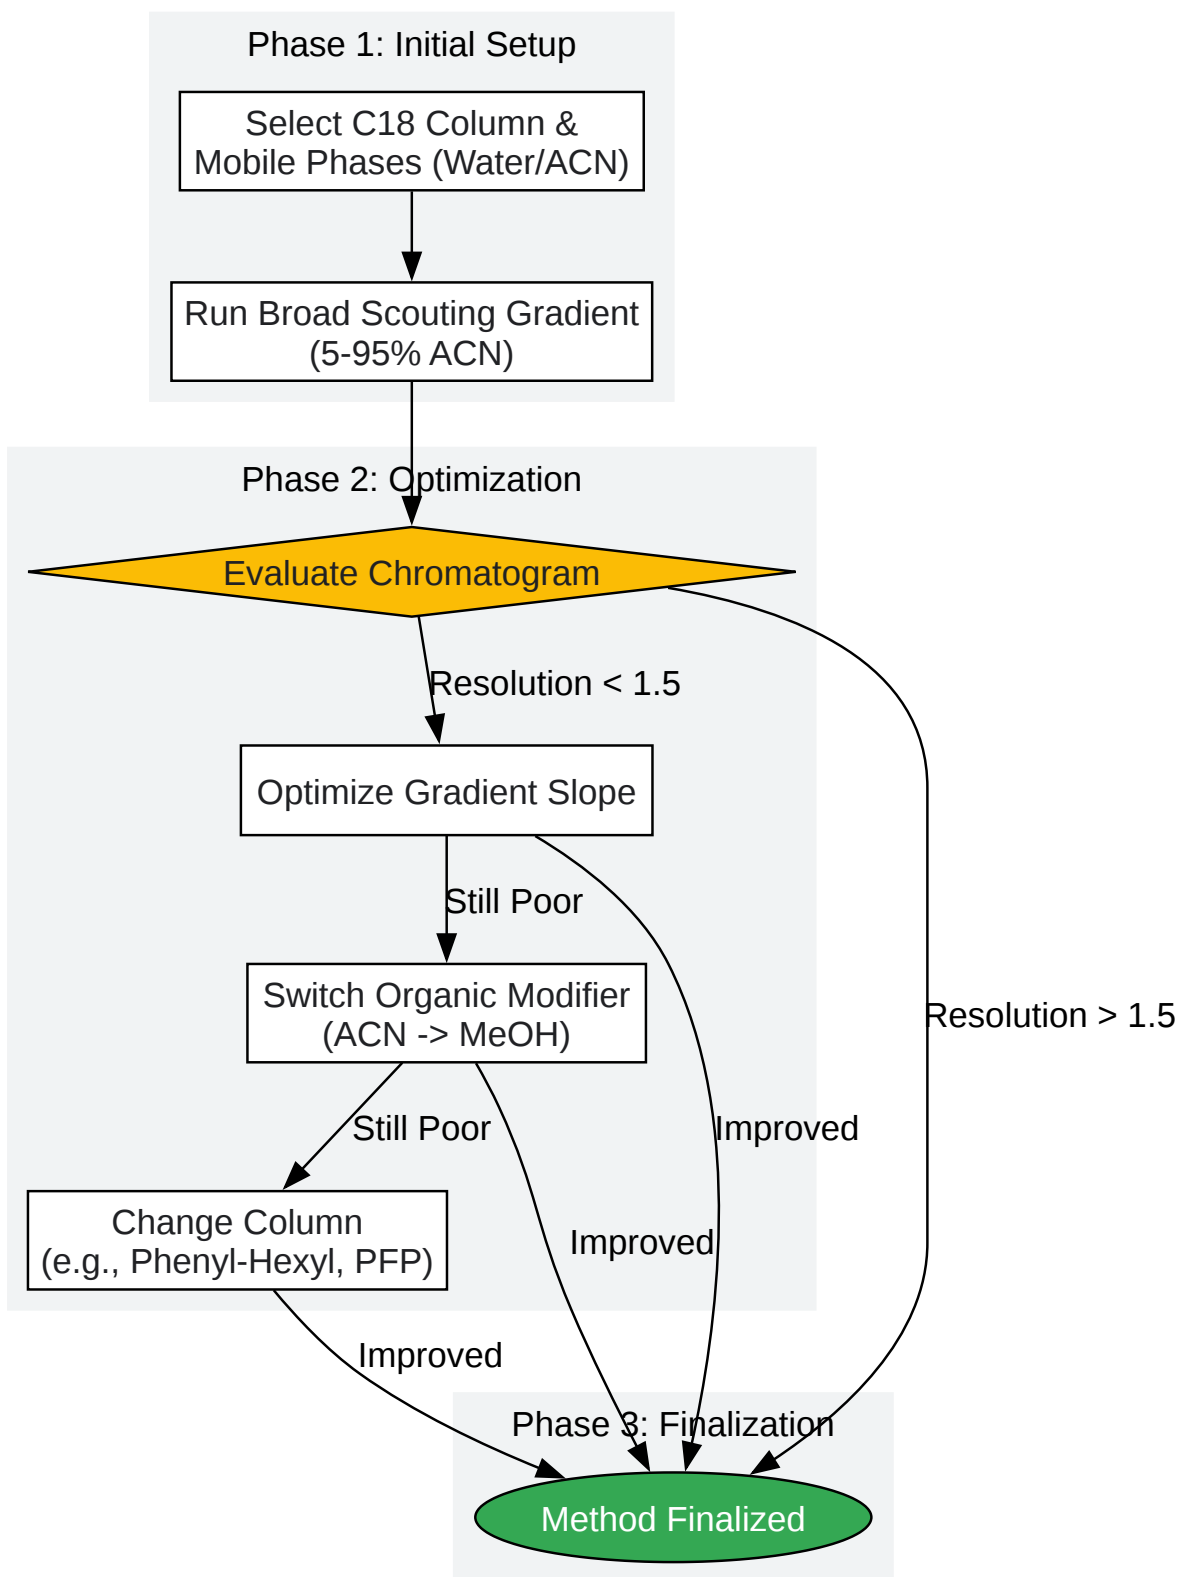 Phase 1: Initial Setup
Select C18 Column &
Mobile Phases (Water/ACN)
Run Broad Scouting Gradient
(5-95% ACN)
Phase 2: Optimization
Evaluate Chromatogram
Resolution < 1.5
Optimize Gradient Slope
Still Poor
Switch Organic Modifier
(ACN -> MeOH)
Resolution > 1.5
Still Poor
Improved
Change Column
(e.g., Phenyl-Hexyl, PFP)
Improved
Improved
Phase 3: Finalization
Method Finalized